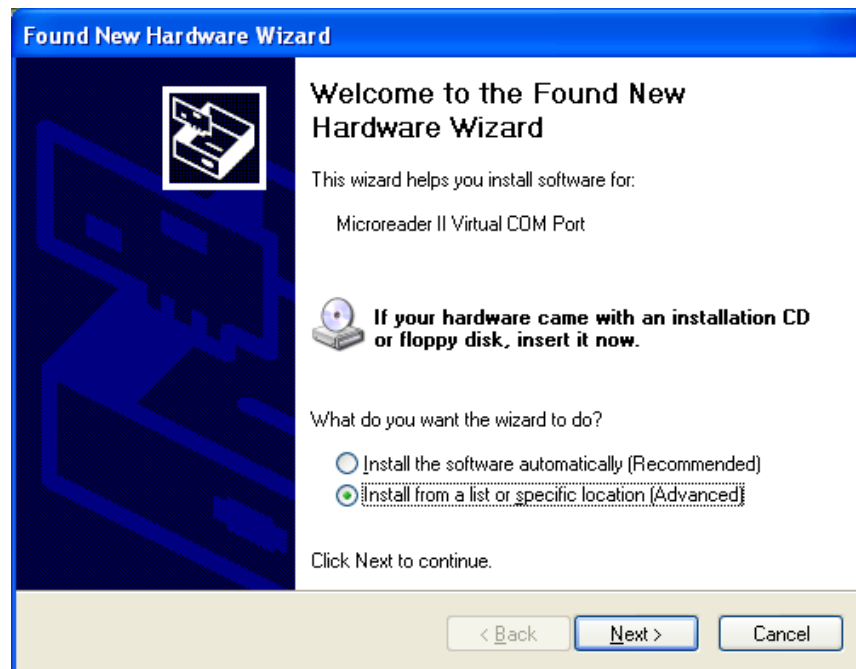 Found New Hardware Wizard
Welcome to the Found New
Hardware Wizard
This wizard helps you install software for:
Microreader II Virtual COM Port
If your hardware came with an installation CD
or floppy disk, insert it now.
What do you want the wizard to do?
Install the software automatically (Recommended)
Install from a list or specific location (Advanced)
Click Next to continue.
< Back Next > Cancel